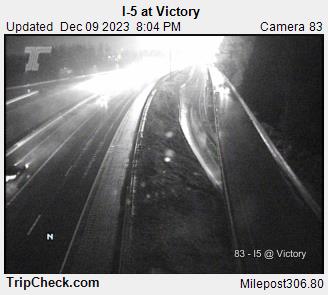 I-5 at Victory
Updated Dec 09 2023 8:04 PM Camera 83
T
N
83 - I5 @ Victory
TripCheck.com Milepost306.80